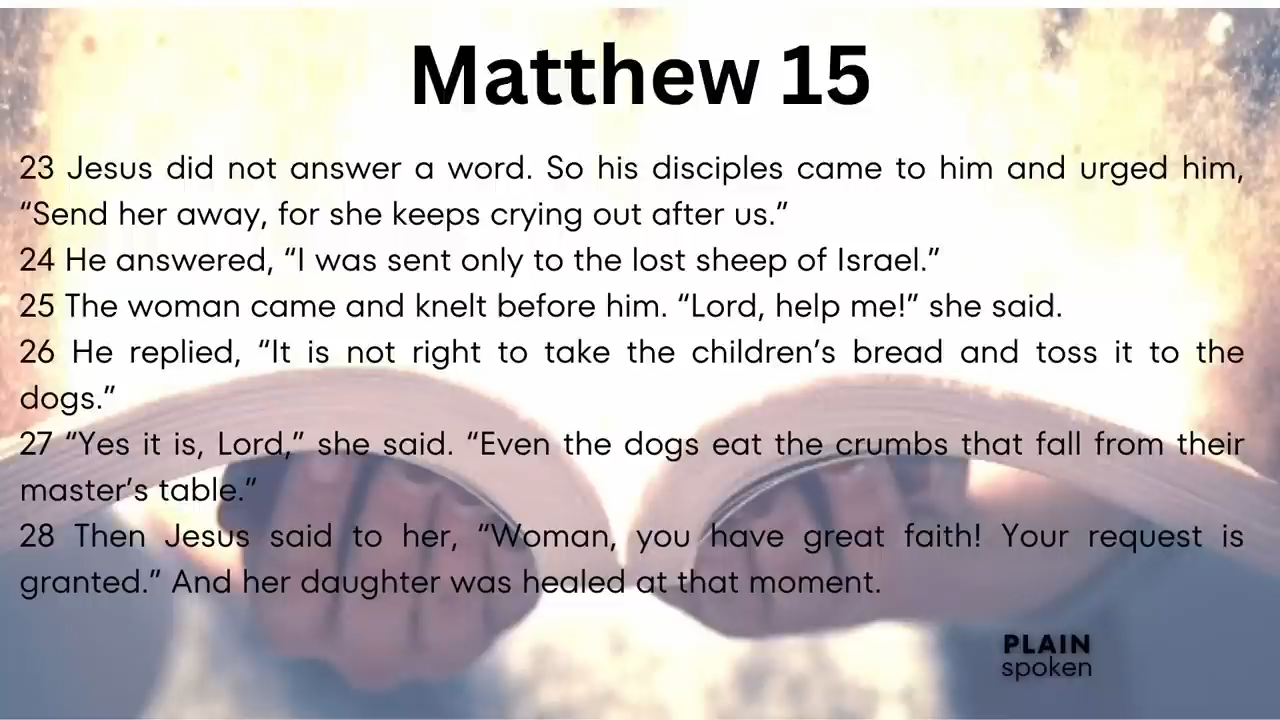 Matthew 15
23 Jesus did not answer a word. So his disciples came to him and urged him,
“Send her away, for she keeps crying out after us.”
24 He answered, “I was sent only to the lost sheep of Israel.”
25 The woman came and knelt before him. “Lord, help me!” she said.
26 He replied, “It is not right to take the children’s bread and toss it to the
dogs.”
27 “Yes it is, Lord,” she said. “Even the dogs eat the crumbs that fall from their
master’s table.”
28 Then Jesus said to her, “Woman, you have great faith! Your request is
granted.” And her daughter was healed at that moment.
PLAIN
spoken